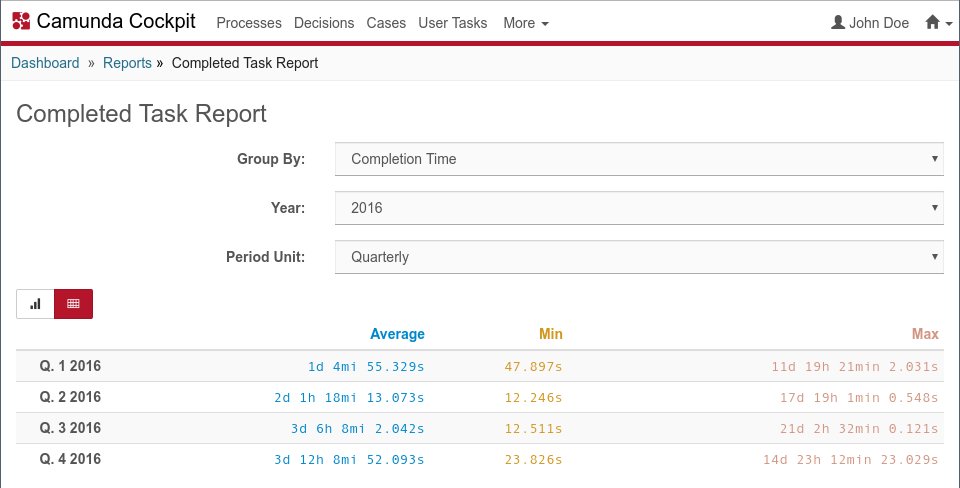 Camunda Cockpit Processes Decisions Cases User Tasks More John Doe
Dashboard » Reports » Completed Task Report
Completed Task Report
Group By: Completion Time
Year: 2016
Period Unit: Quarterly
Average Min Max
Q. 1 2016 1d 4mi 55.329s 47.897s 11d 19h 21min 2.031s
Q. 2 2016 2d 1h 18mi 13.073s 12.246s 17d 19h 1min 0.548s
Q. 3 2016 3d 6h 8mi 2.042s 12.511s 21d 2h 32min 0.121s
Q. 4 2016 3d 12h 8mi 52.093s 23.826s 14d 23h 12min 23.029s